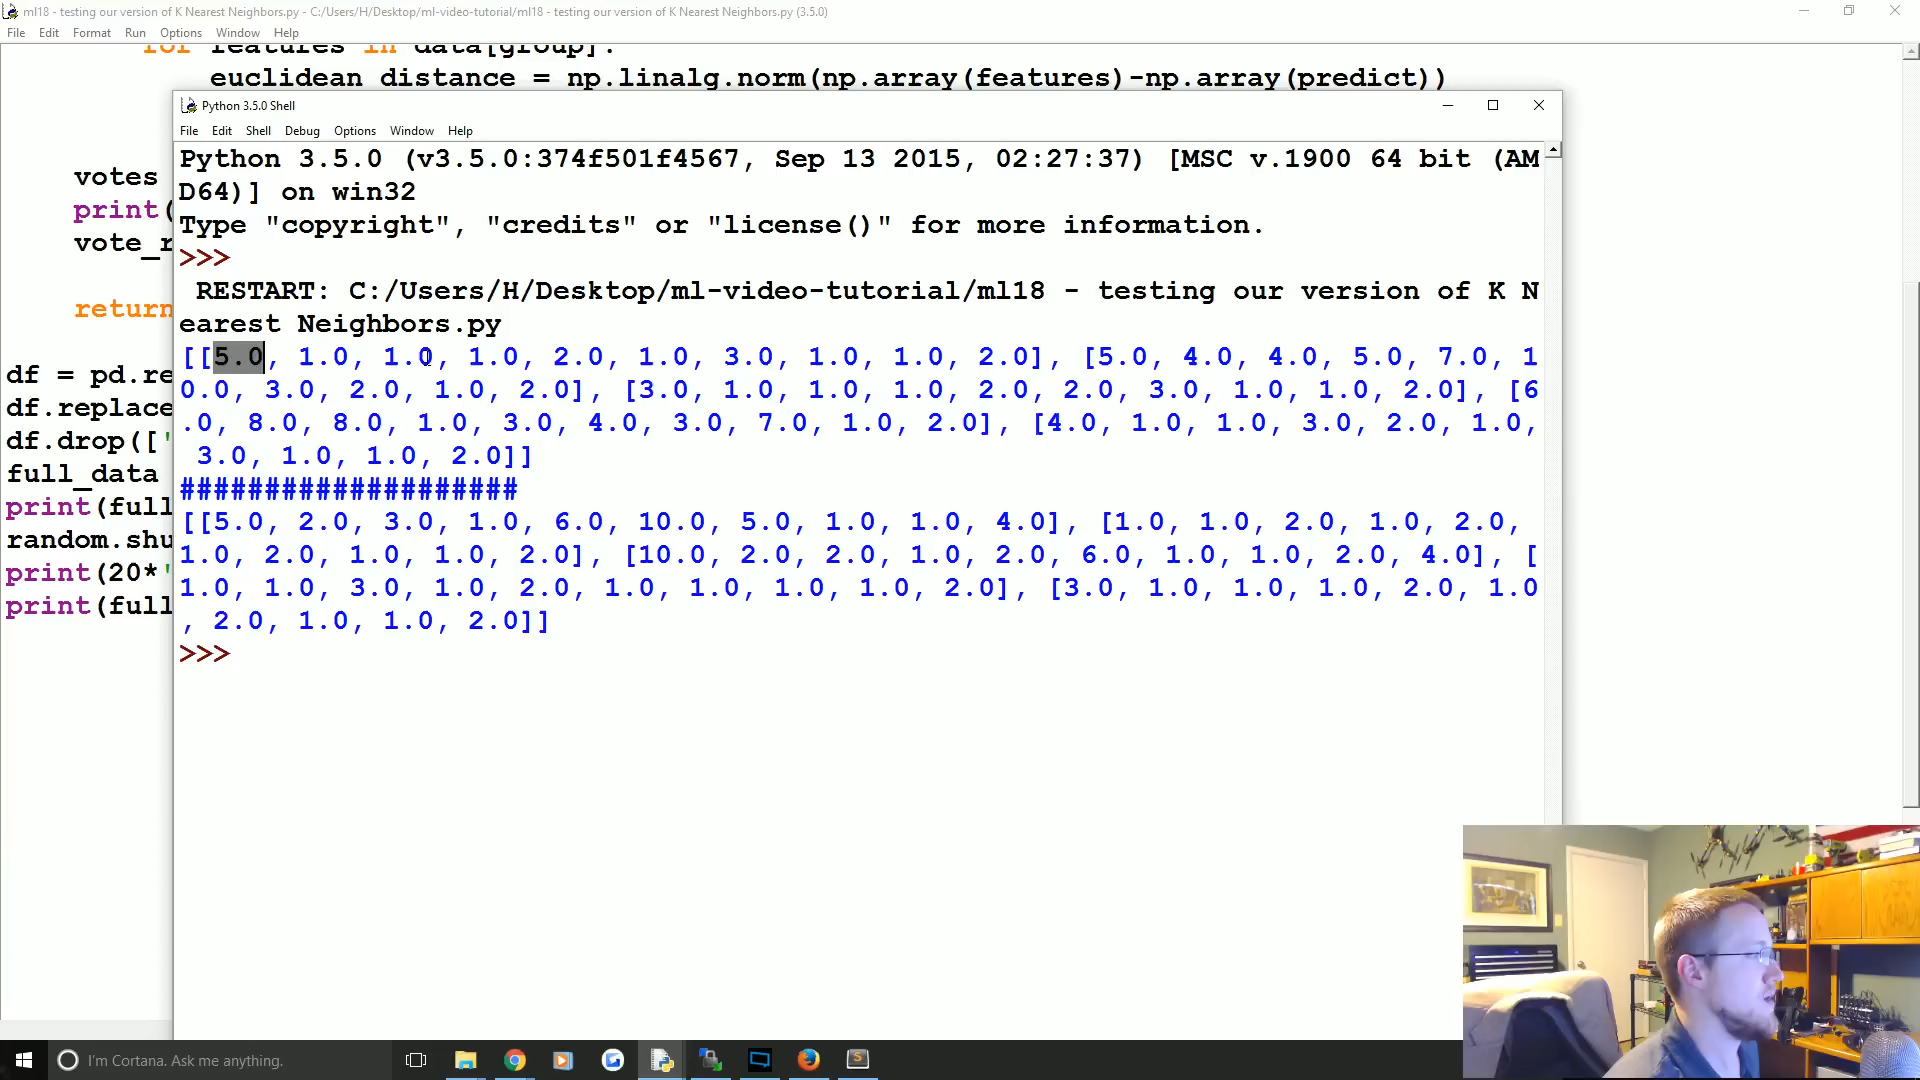 ml18 - testing our version of K Nearest Neighbors.py - C:/Users/H/Desktop/ml-video-tutorial/ml18 - testing our version of K Nearest Neighbors.py (3.5.0)
File Edit Format Run Options Window Help
for features in data[group]:
euclidean_distance = np.linalg.norm(np.array(features)-np.array(predict))
Python 3.5.0 Shell
File Edit Shell Debug Options Window Help
Python 3.5.0 (v3.5.0:374f501f4567, Sep 13 2015, 02:27:37) [MSC v.1900 64 bit (AM
D64)] on win32
Type "copyright", "credits" or "license()" for more information.
>>>
RESTART: C:/Users/H/Desktop/ml-video-tutorial/ml18 - testing our version of K N
earest Neighbors.py
[[5.0, 1.0, 1.0, 1.0, 2.0, 1.0, 3.0, 1.0, 1.0, 2.0], [5.0, 4.0, 4.0, 5.0, 7.0, 1
0.0, 3.0, 2.0, 1.0, 2.0], [3.0, 1.0, 1.0, 1.0, 2.0, 2.0, 3.0, 1.0, 1.0, 2.0], [6
.0, 8.0, 8.0, 1.0, 3.0, 4.0, 3.0, 7.0, 1.0, 2.0], [4.0, 1.0, 1.0, 3.0, 2.0, 1.0,
3.0, 1.0, 1.0, 2.0]]
####################
[[5.0, 2.0, 3.0, 1.0, 6.0, 10.0, 5.0, 1.0, 1.0, 4.0], [1.0, 1.0, 2.0, 1.0, 2.0,
1.0, 2.0, 1.0, 1.0, 2.0], [10.0, 2.0, 2.0, 1.0, 2.0, 6.0, 1.0, 1.0, 2.0, 4.0], [
1.0, 1.0, 3.0, 1.0, 2.0, 1.0, 1.0, 1.0, 1.0, 2.0], [3.0, 1.0, 1.0, 1.0, 2.0, 1.0
, 2.0, 1.0, 1.0, 2.0]]
>>>
votes
print(
vote_r
return
df = pd.re
df.replace
df.drop(['
full_data
print(full
random.shu
print(20*'
print(full
I'm Cortana. Ask me anything.